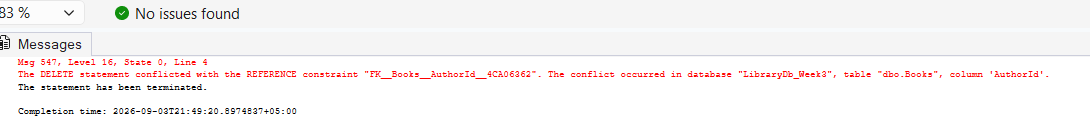 83 %
No issues found
Messages
Msg 547, Level 16, State 0, Line 4
The DELETE statement conflicted with the REFERENCE constraint "FK__Books__AuthorId__4CA06362". The conflict occurred in database "LibraryDb_Week3", table "dbo.Books", column 'AuthorId'.
The statement has been terminated.
Completion time: 2026-09-03T21:49:20.8974837+05:00